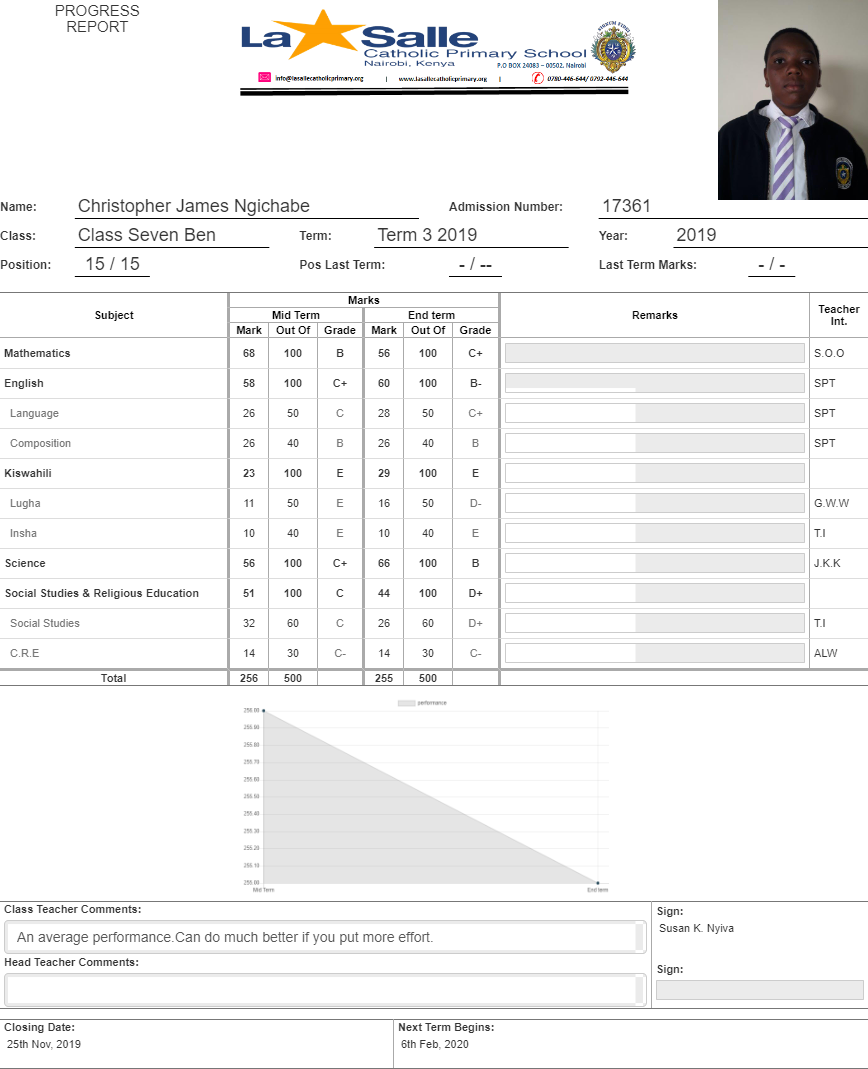 PROGRESS
REPORT
La Salle
Catholic Primary School
Nairobi, Kenya
P.O BOX 24083 – 00502, Nairobi
info@lasallecatholicprimary.org | www.lasallecatholicprimary.org | 0780-446-644/ 0792-446-644
Name: Christopher James Ngichabe Admission Number: 17361
Class: Class Seven Ben Term: Term 3 2019 Year: 2019
Position: 15 / 15 Pos Last Term: - / -- Last Term Marks: - / -
Subject Marks Remarks Teacher Int.
Mid Term End term
Mark Out Of Grade Mark Out Of Grade
Mathematics 68 100 B 56 100 C+ S.O.O
English 58 100 C+ 60 100 B- SPT
Language 26 50 C 28 50 C+ SPT
Composition 26 40 B 26 40 B SPT
Kiswahili 23 100 E 29 100 E
Lugha 11 50 E 16 50 D- G.W.W
Insha 10 40 E 10 40 E T.I
Science 56 100 C+ 66 100 B J.K.K
Social Studies & Religious Education 51 100 C 44 100 D+
Social Studies 32 60 C 26 60 D+ T.I
C.R.E 14 30 C- 14 30 C- ALW
Total 256 500 255 500
performance
256.00
255.90
255.80
255.70
255.60
255.50
255.40
255.30
255.20
255.10
255.00
Mid Term End term
Class Teacher Comments: Sign:
An average performance.Can do much better if you put more effort. Susan K. Nyiva
Head Teacher Comments: Sign:
Closing Date: Next Term Begins:
25th Nov, 2019 6th Feb, 2020